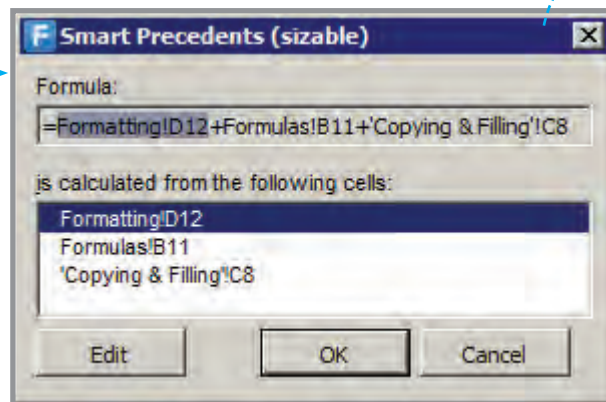 F Smart Precedents (sizable)
Formula:
=Formatting!D12+Formulas!B11+'Copying & Filling'!C8
is calculated from the following cells:
Formatting!D12
Formulas!B11
'Copying & Filling'!C8
Edit OK Cancel